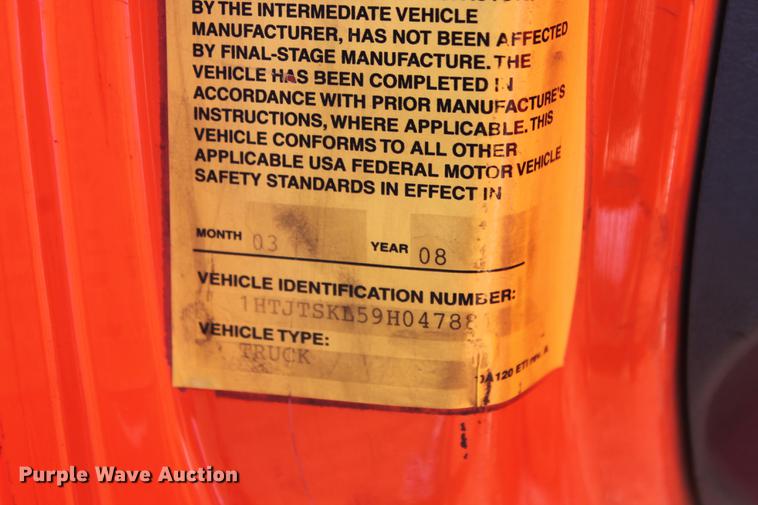 BY THE INTERMEDIATE VEHICLE
MANUFACTURER, HAS NOT BEEN AFFECTED
BY FINAL-STAGE MANUFACTURE. THE
VEHICLE HAS BEEN COMPLETED IN
ACCORDANCE WITH PRIOR MANUFACTURE'S
INSTRUCTIONS, WHERE APPLICABLE. THIS
VEHICLE CONFORMS TO ALL OTHER
APPLICABLE USA FEDERAL MOTOR VEHICLE
SAFETY STANDARDS IN EFFECT IN
MONTH 03 YEAR 08
VEHICLE IDENTIFICATION NUMBER:
VEHICLE TYPE:
TRUCK
Purple Wave Auction